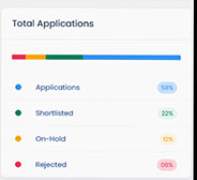 Total Applications
Applications 58%
Shortlisted 22%
On-Hold 12%
Rejected 08%